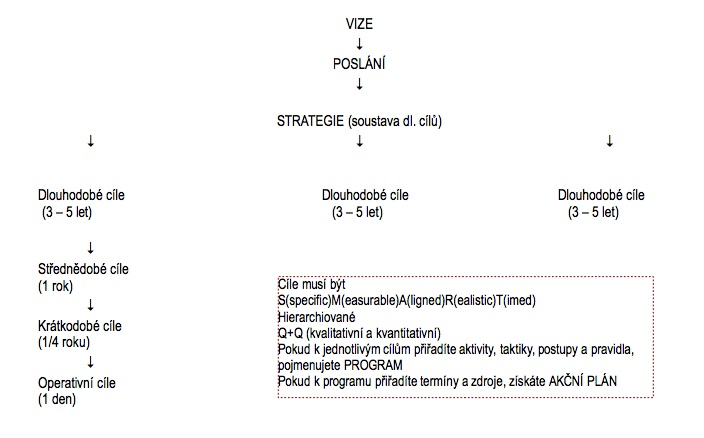 VIZE
↓
POSLÁNÍ
↓
STRATEGIE (soustava dl. cílů)
↓ ↓ ↓
Dlouhodobé cíle Dlouhodobé cíle Dlouhodobé cíle
(3 – 5 let) (3 – 5 let) (3 – 5 let)
↓
Střednědobé cíle
(1 rok)
↓
Krátkodobé cíle
(1/4 roku)
↓
Operativní cíle
(1 den)
Cíle musí být
S(specific)M(easurable)A(ligned)R(ealistic)T(imed)
Hierarchiované
Q+Q (kvalitativní a kvantitativní)
Pokud k jednotlivým cílům přiřadíte aktivity, taktiky, postupy a pravidla,
pojmenujete PROGRAM
Pokud k programu přiřadíte termíny a zdroje, získáte AKČNÍ PLÁN